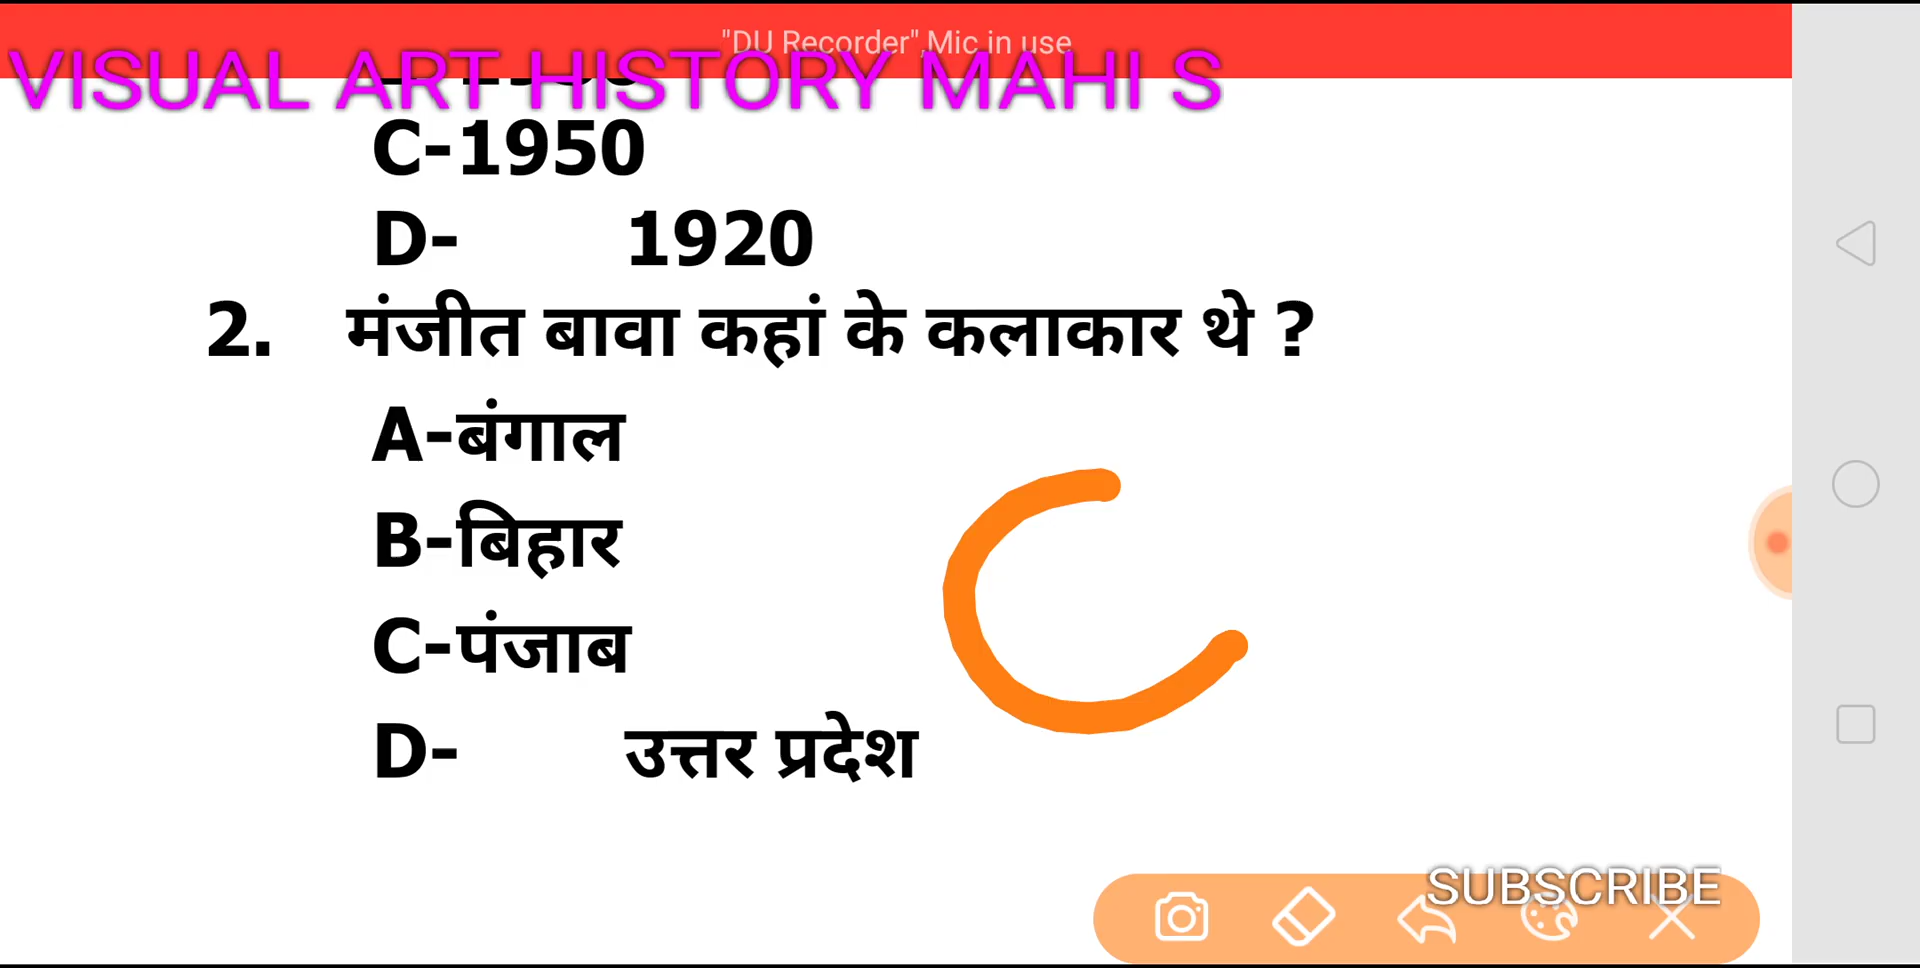 "DU Recorder",Mic in use
VISUAL ART HISTORY MAHI S
C-1950
D- 1920
2. मंजीत बावा कहां के कलाकार थे ?
A-बंगाल
B-बिहार
C-पंजाब
D- उत्तर प्रदेश
C
SUBSCRIBE